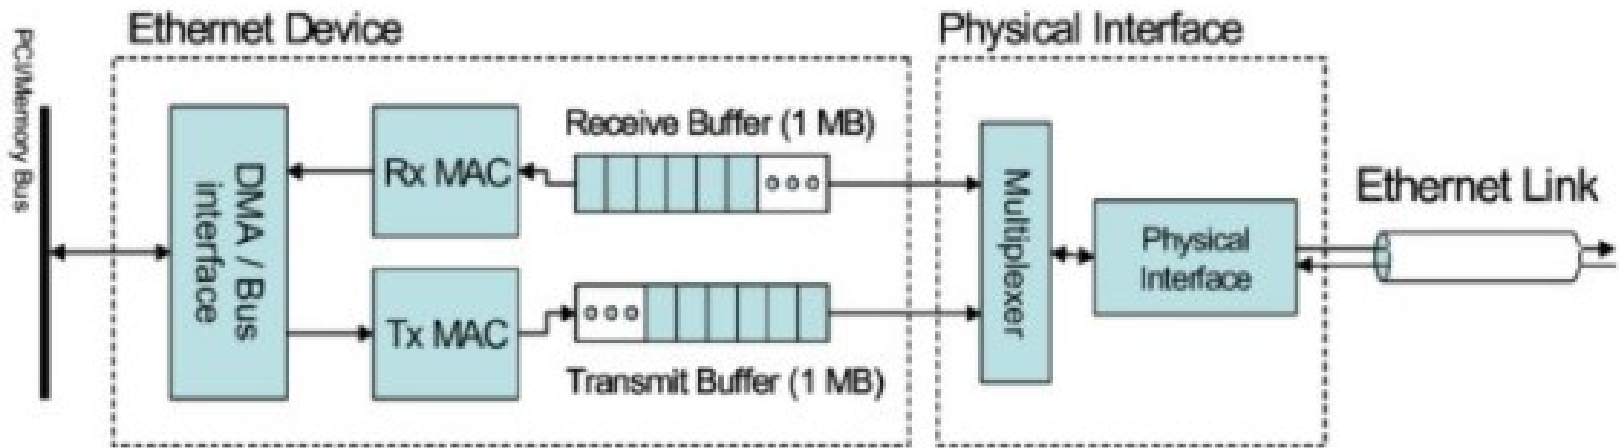 Ethernet Device
Physical Interface
PCI/Memory Bus
DMA / Bus
interface
Rx MAC
Receive Buffer (1 MB)
Tx MAC
Transmit Buffer (1 MB)
Multiplexer
Physical
Interface
Ethernet Link